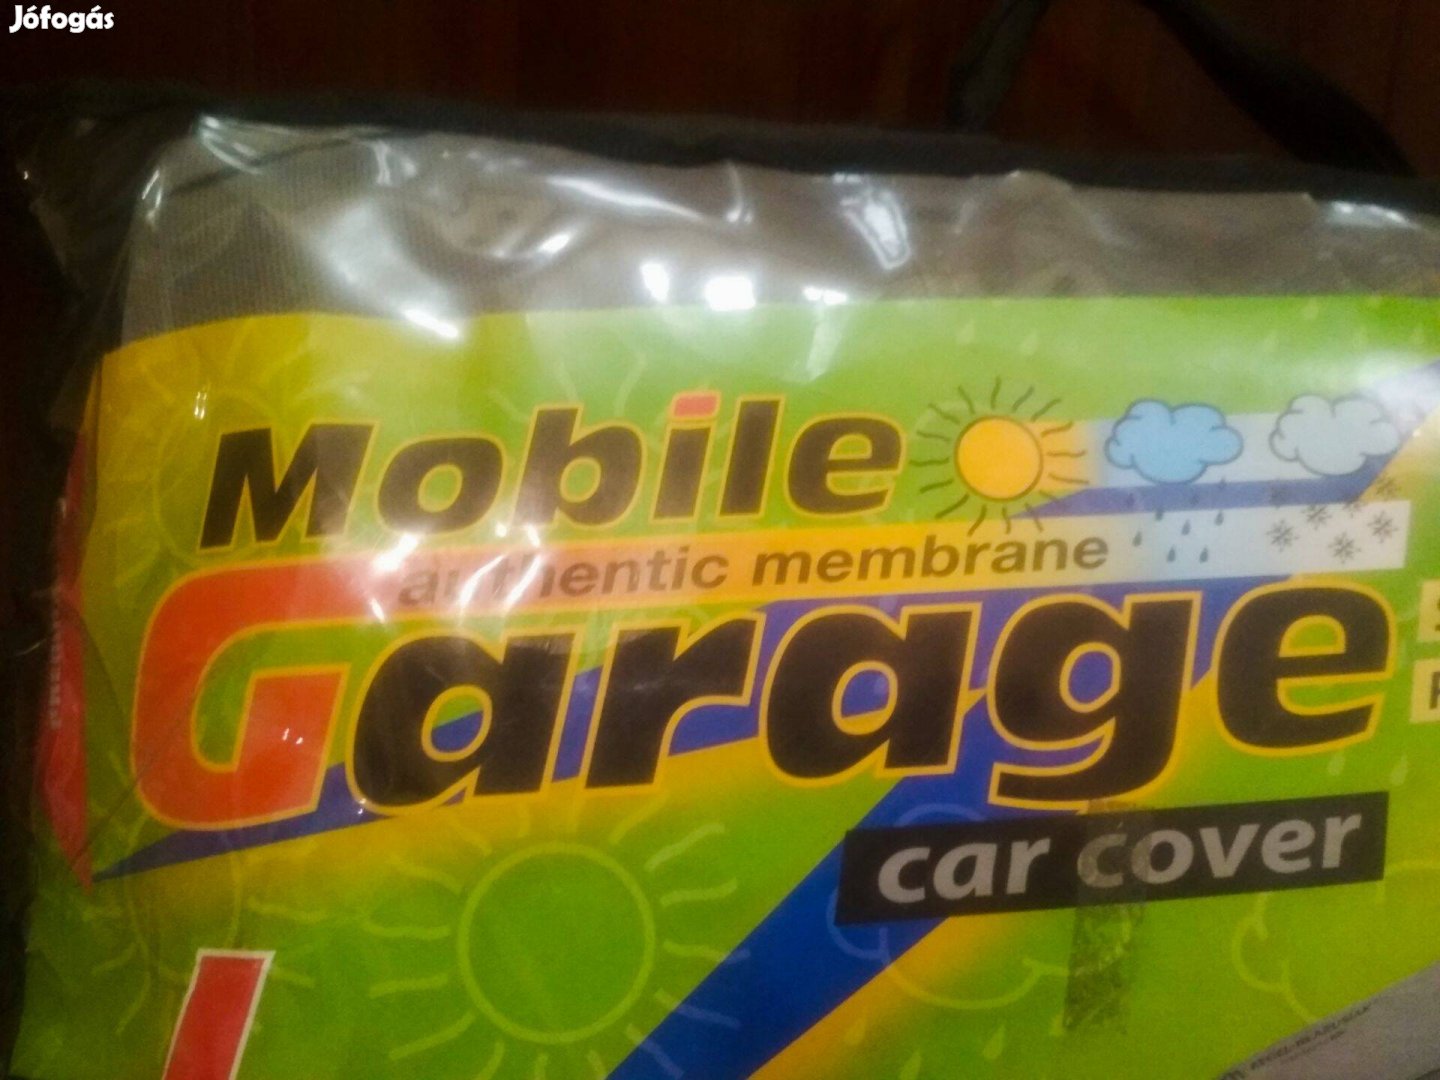 Jófogás
Mobile
authentic membrane
Garage
car cover